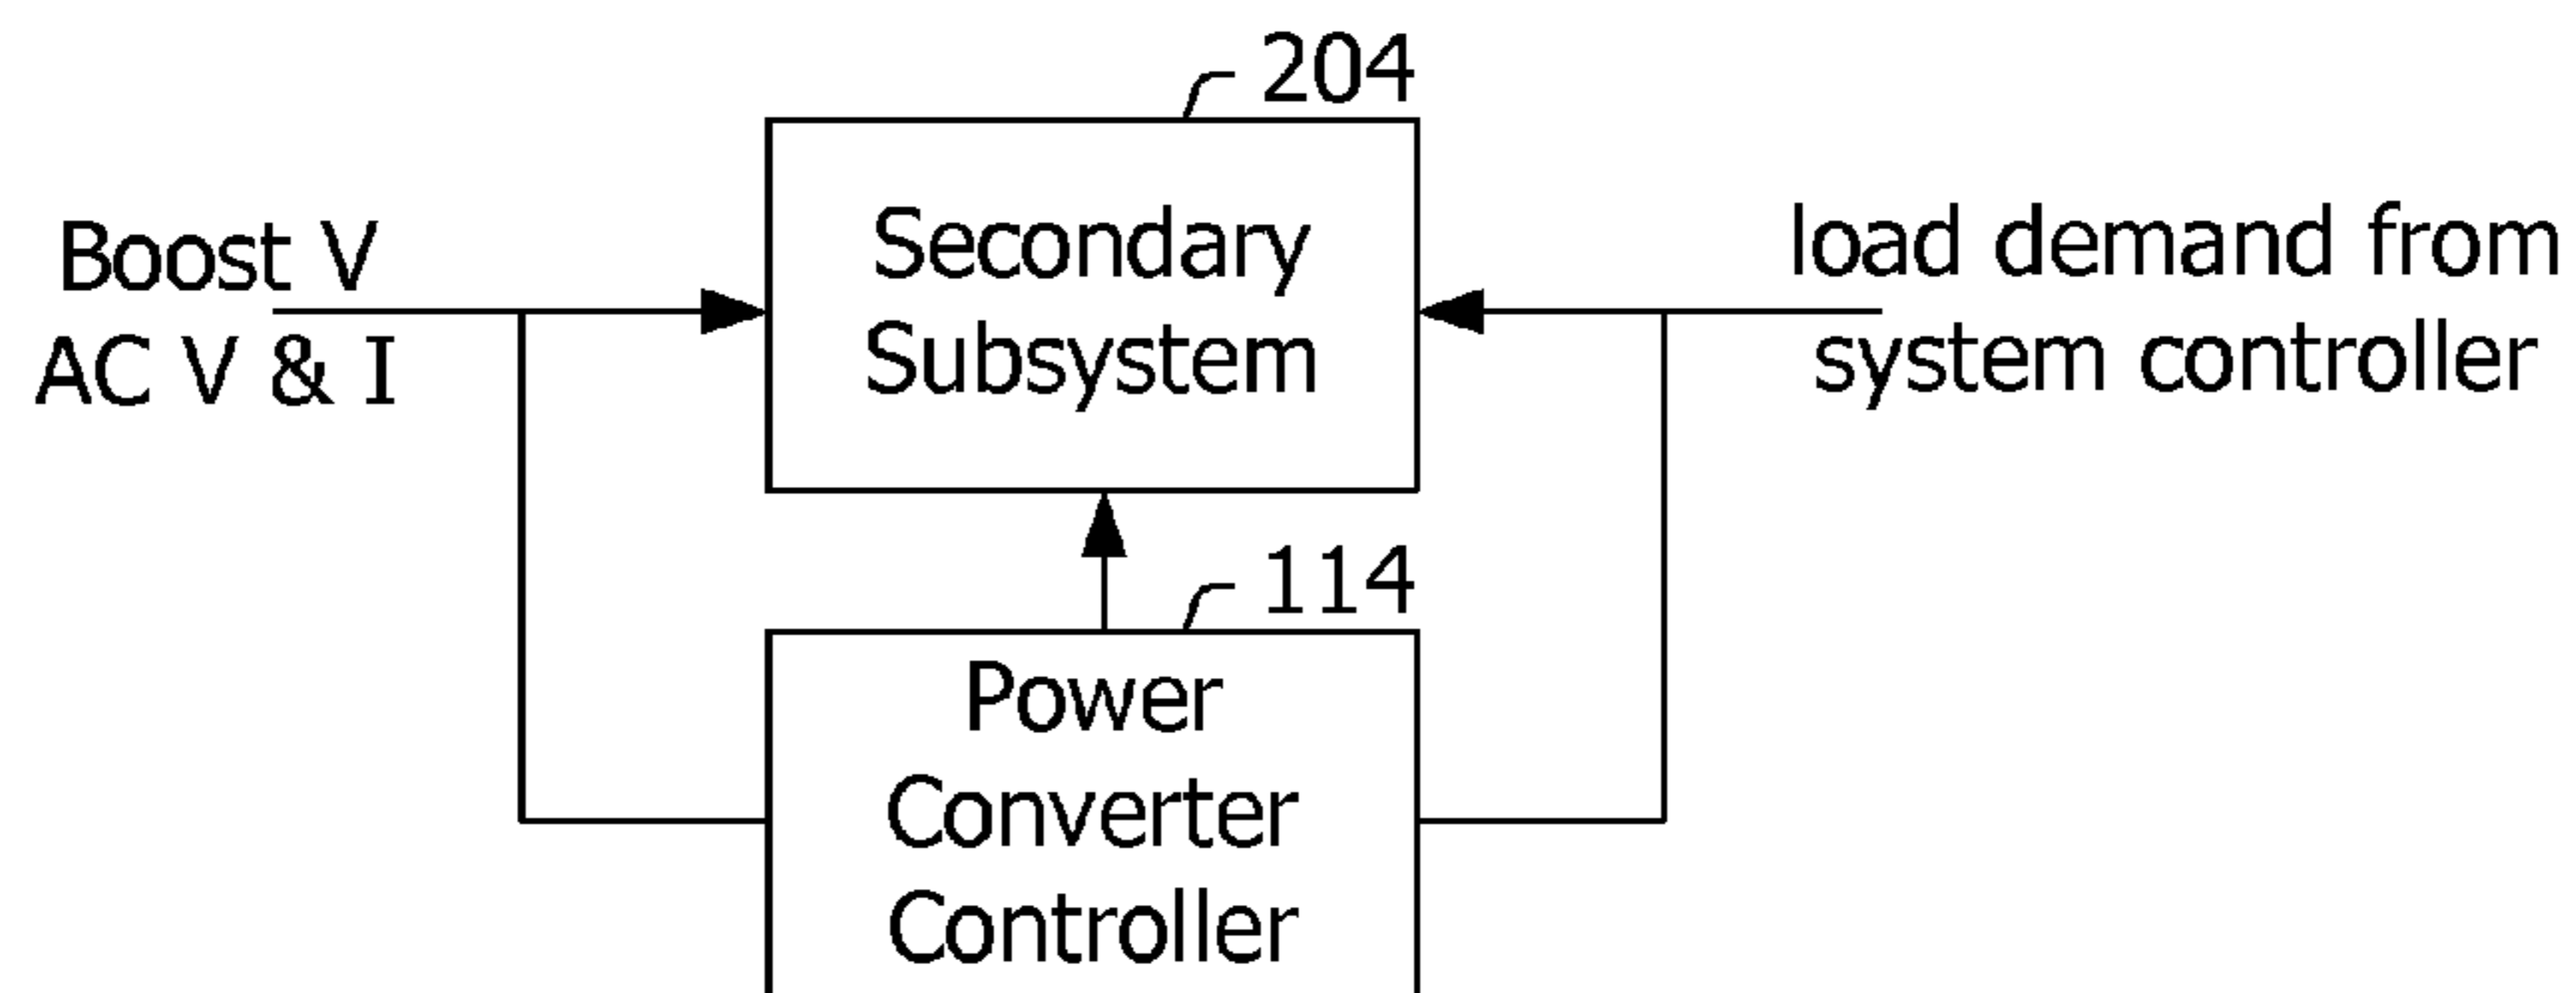 204
Boost V
AC V & I
Secondary
Subsystem
load demand from
system controller
114
Power
Converter
Controller